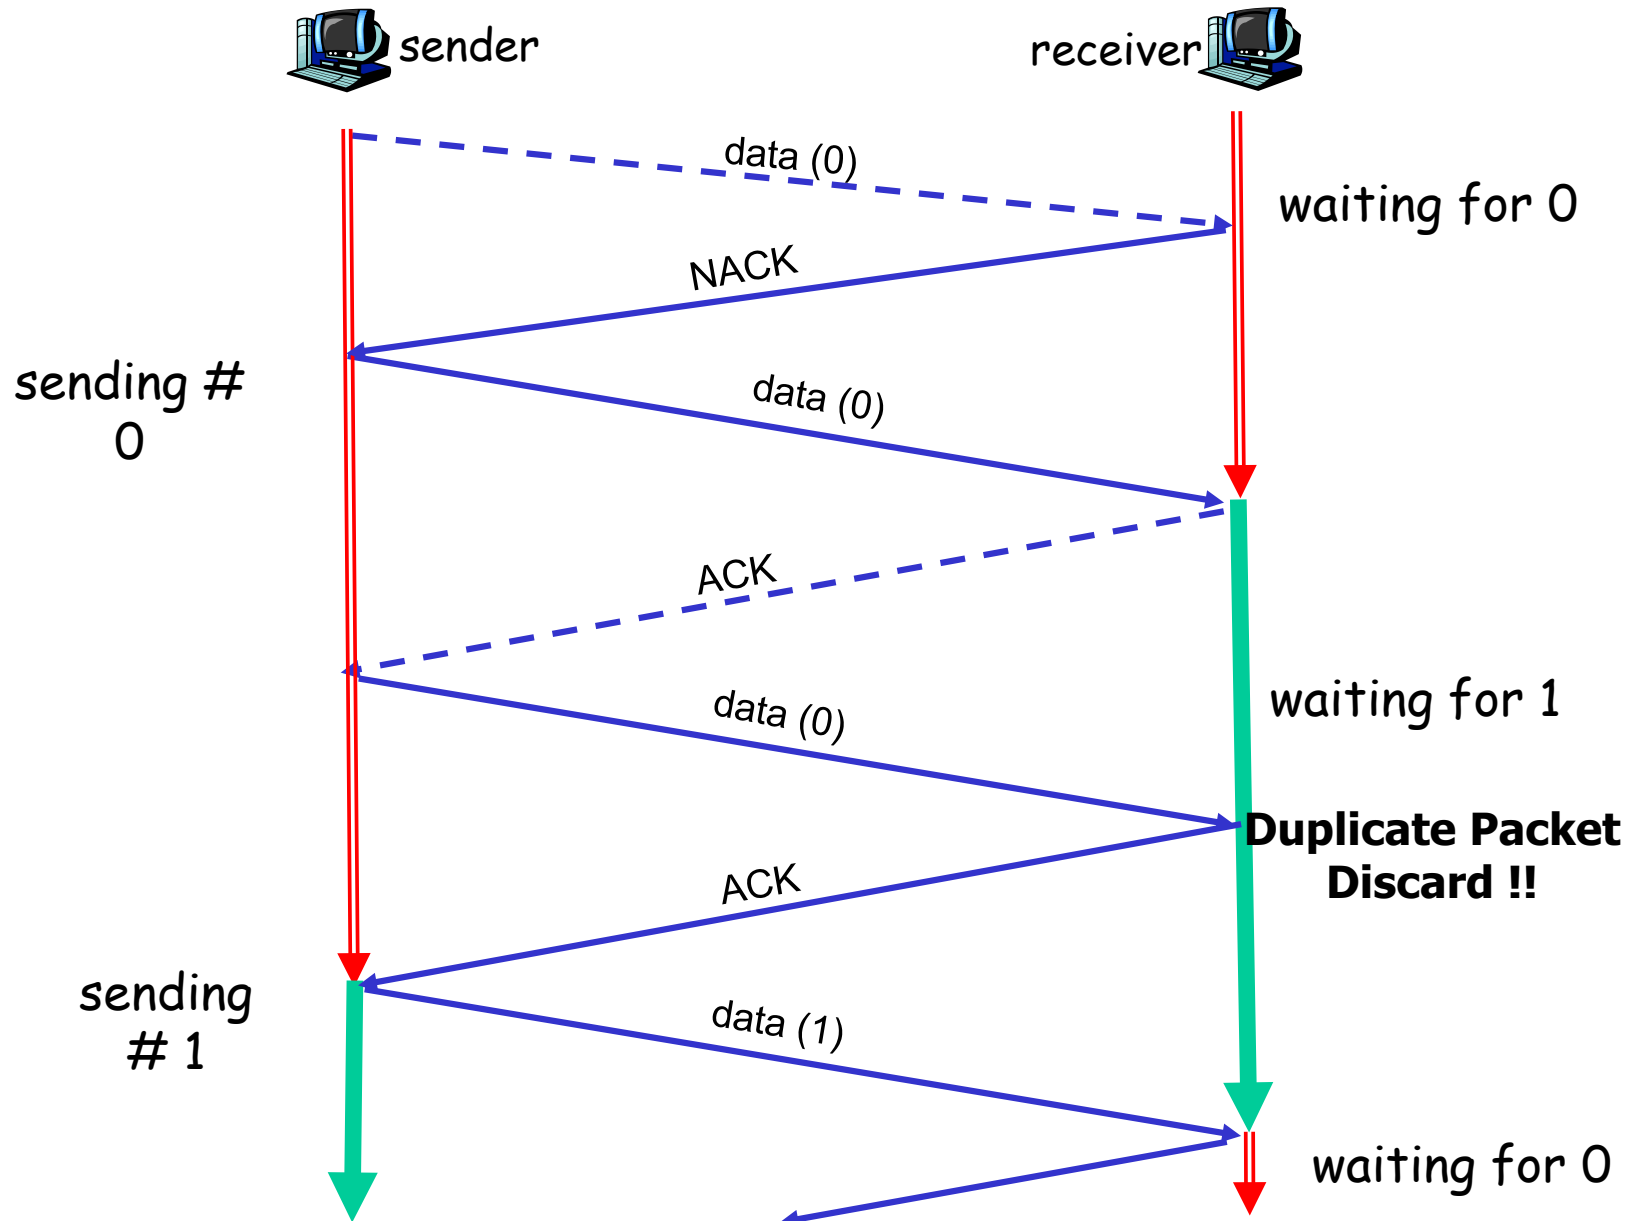 sender
receiver
data (0)
waiting for 0
NACK
sending #
0
data (0)
ACK
waiting for 1
data (0)
Duplicate Packet
Discard !!
ACK
sending
# 1
data (1)
waiting for 0